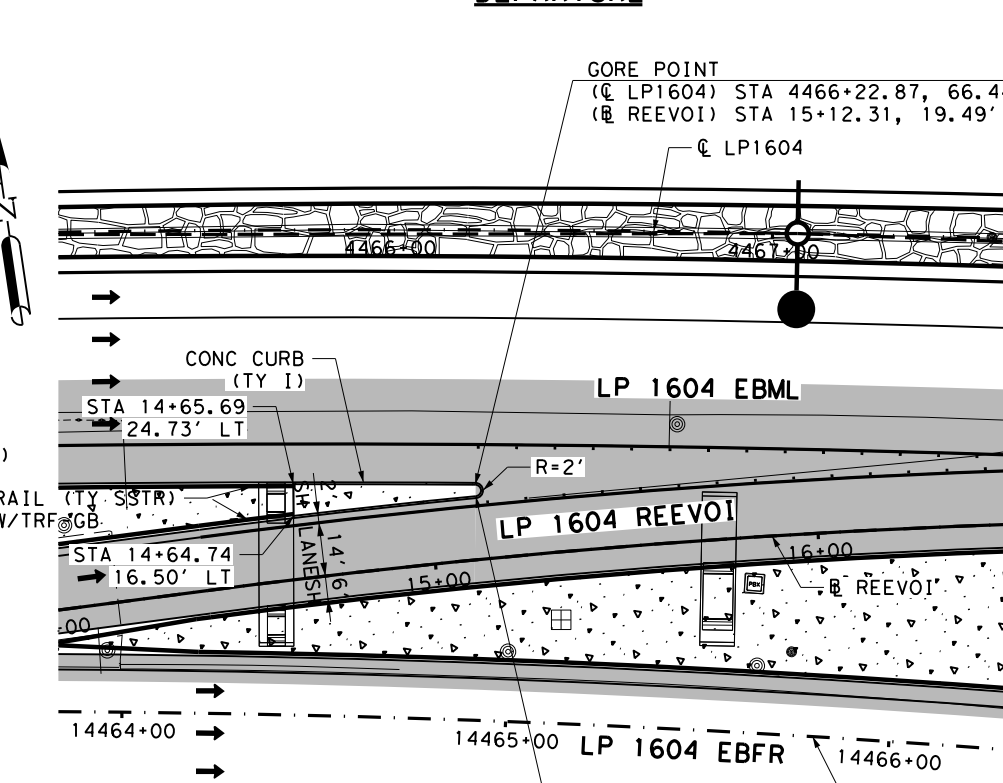 GORE POINT
(℄ LP1604) STA 4466+22.87, 66.4
(B REEVOI) STA 15+12.31, 19.49'
℄ LP1604
N
4466+00
4467+00
CONC CURB
(TY I)
LP 1604 EBML
STA 14+65.69
24.73' LT
)
R=2'
RAIL (TY SSTR)
W/TRF GB
2'
SH
LP 1604 REEVOI
STA 14+64.74
16.50' LT
14'
LANE
6'
SH
15+00
16+00
PBX
B REEVOI
00
14464+00
14465+00
LP 1604 EBFR
14466+00